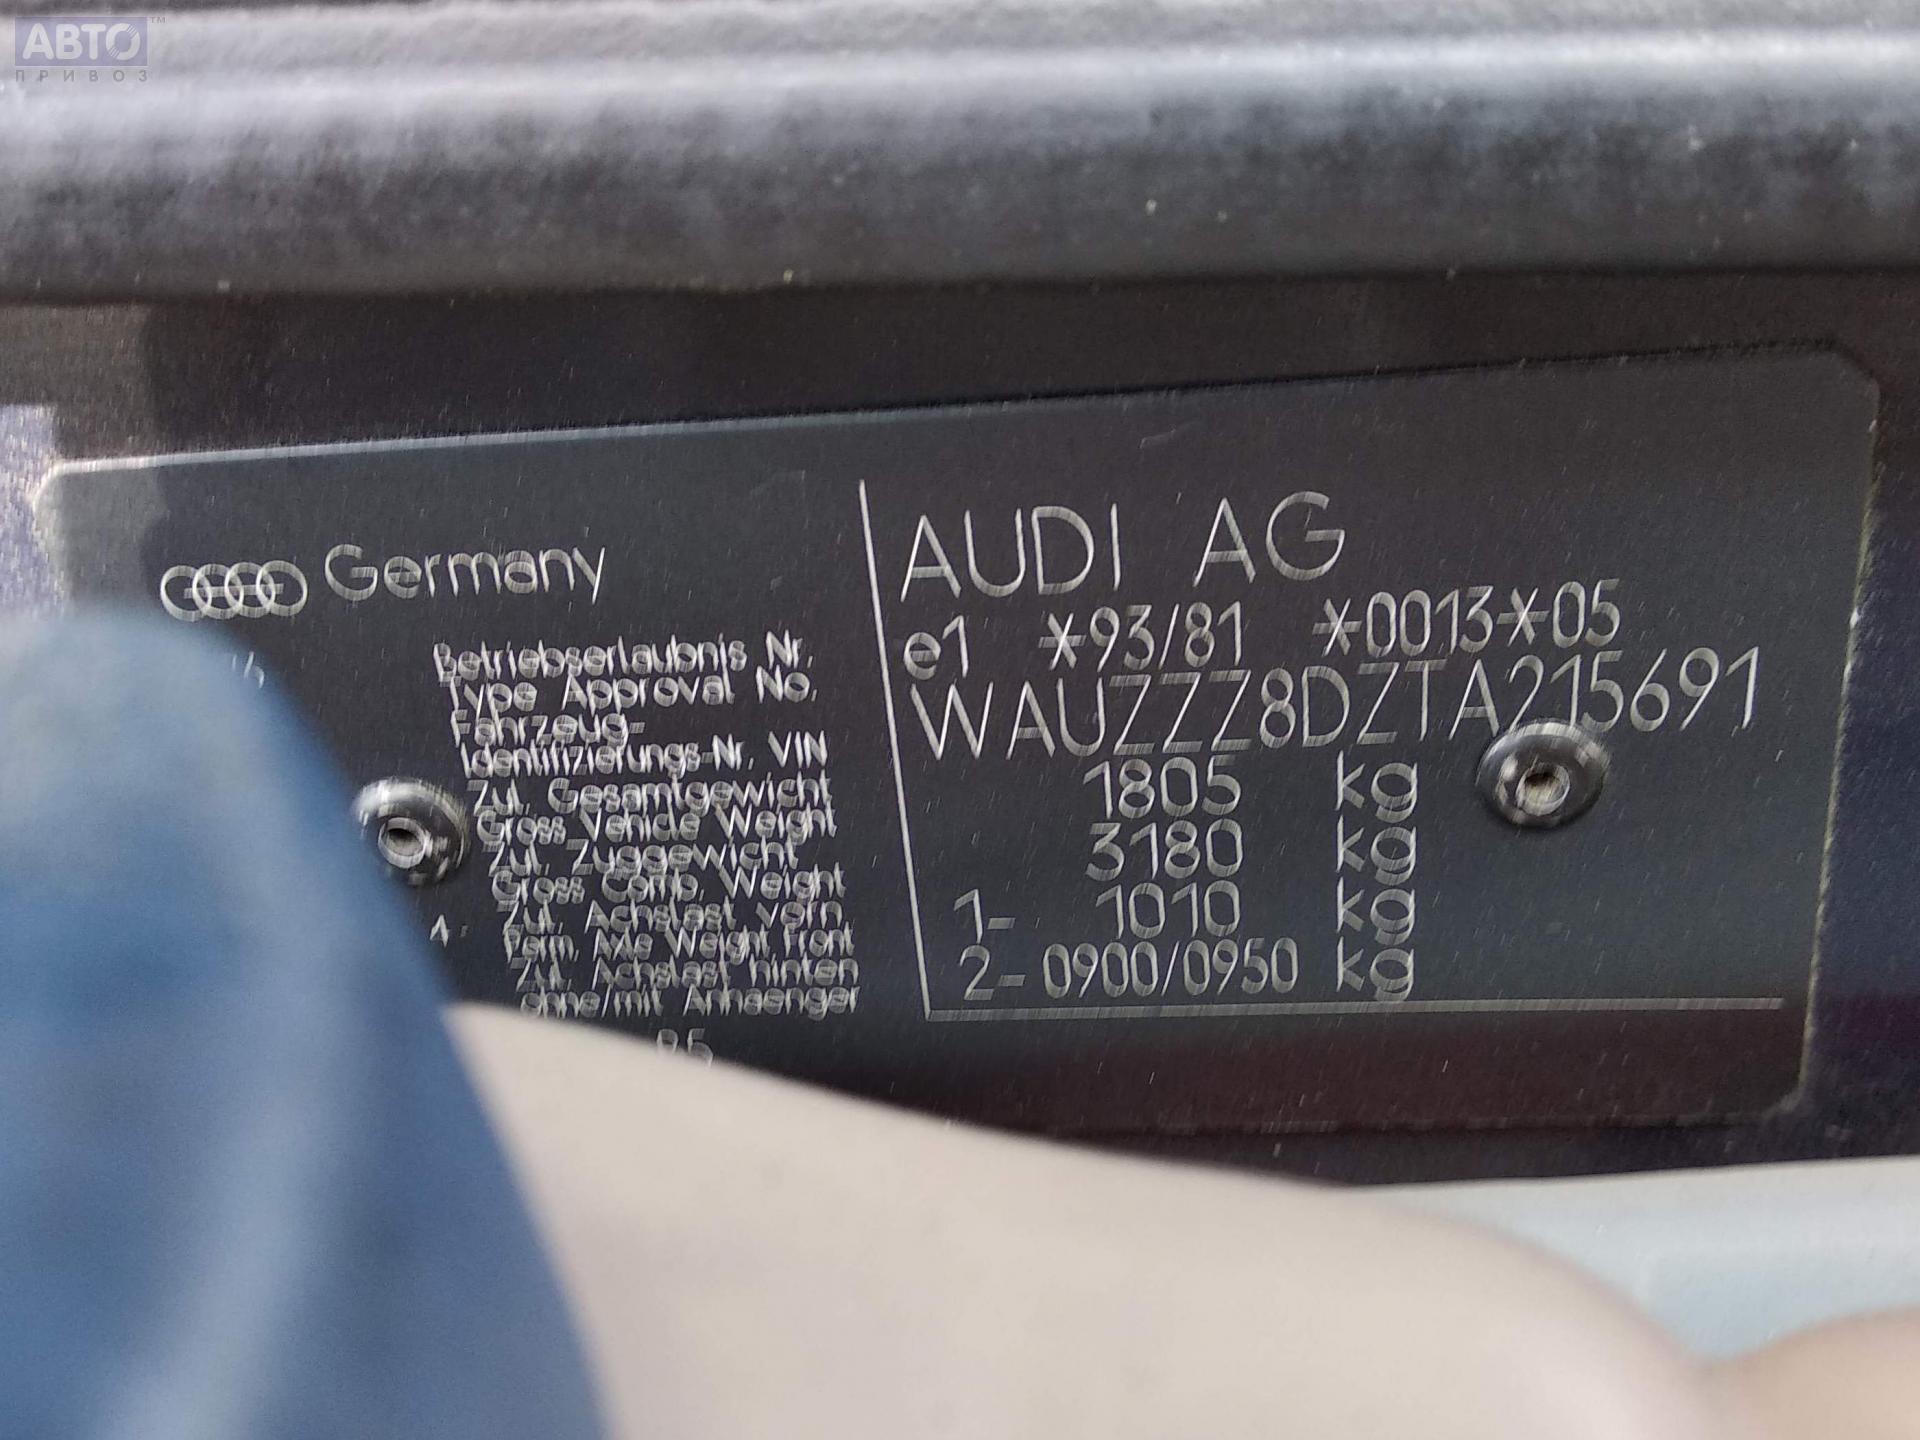 АВТО™
ПРИВОЗ
Germany
AUDI AG
Betriebserlaubnis Nr.
Type Approval No.
e1 *93/81 *0013*05
Fahrzeug-
Identifizierungs-Nr. VIN
WAUZZZ8DZTA215691
Zul. Gesamtgewicht
Gross Vehicle Weight
1805 kg
Zul. Zuggewicht
Gross Comb. Weight
3180 kg
Zul. Achslast vorn
Perm. Axle Weight Front
1- 1010 kg
Zul. Achslast hinten
ohne/mit Anhaenger
2- 0900/0950 kg